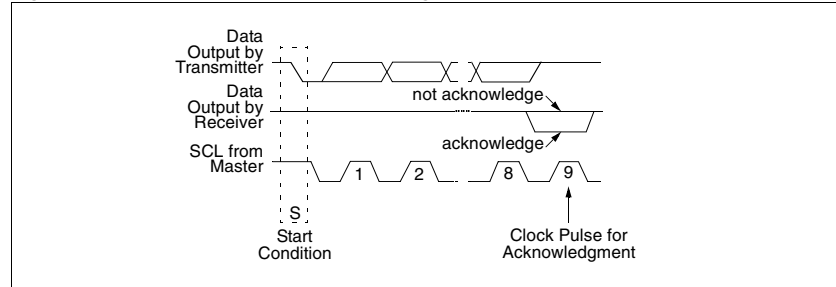 Data
Output by
Transmitter
Data
Output by
Receiver
not acknowledge
acknowledge
SCL from
Master
1 2 8 9
S
Start
Condition
Clock Pulse for
Acknowledgment